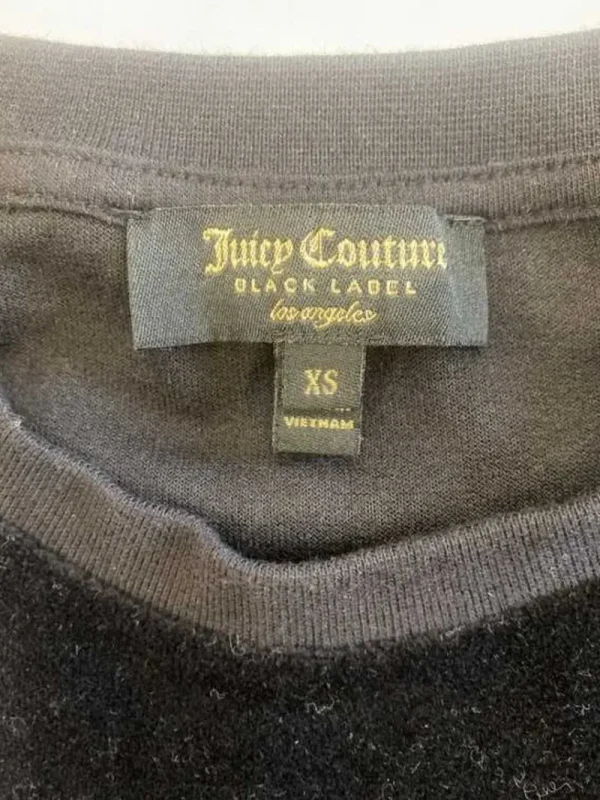 Juicy Couture
BLACK LABEL
los angeles
XS
VIETNAM